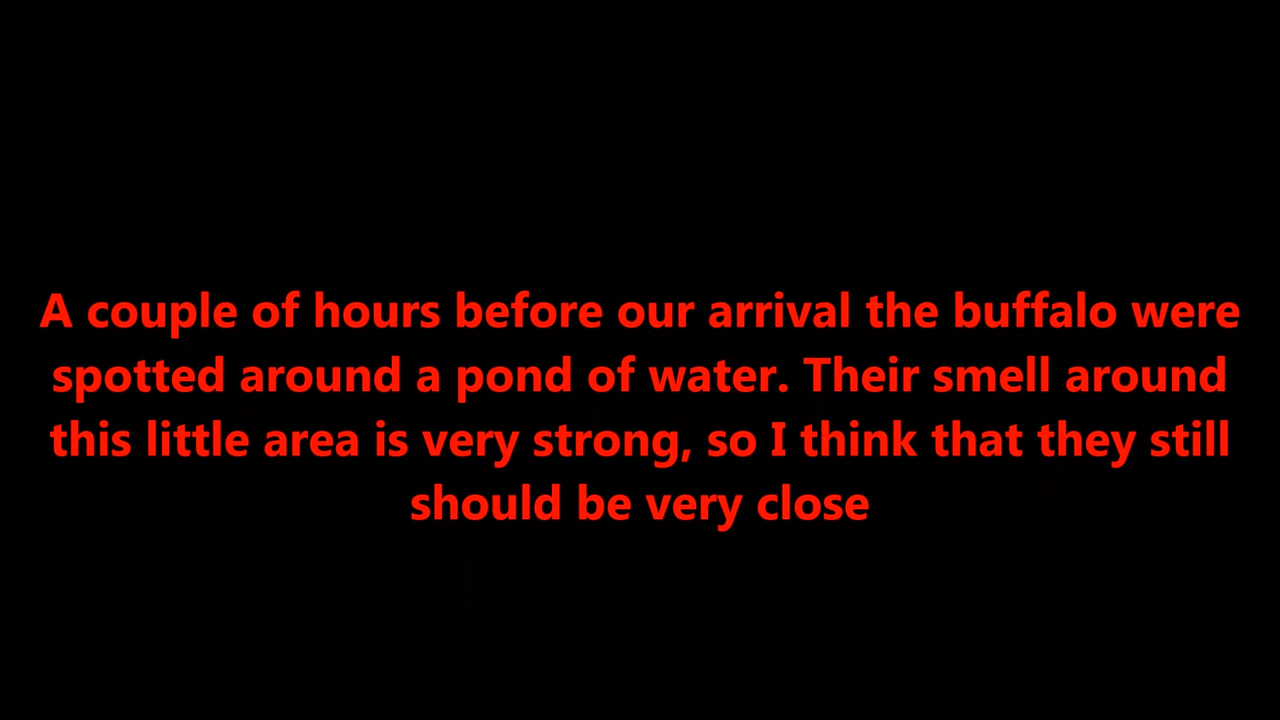 A couple of hours before our arrival the buffalo were
spotted around a pond of water. Their smell around
this little area is very strong, so I think that they still
should be very close